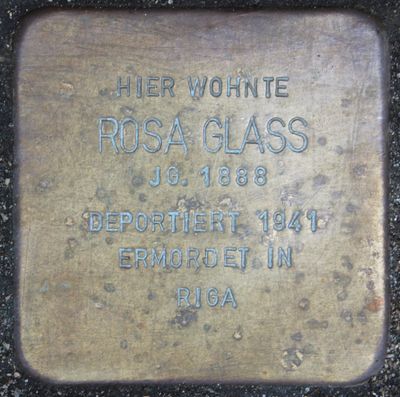 HIER WOHNTE
ROSA GLASS
JG. 1888
DEPORTIERT 1941
ERMORDET IN
RIGA